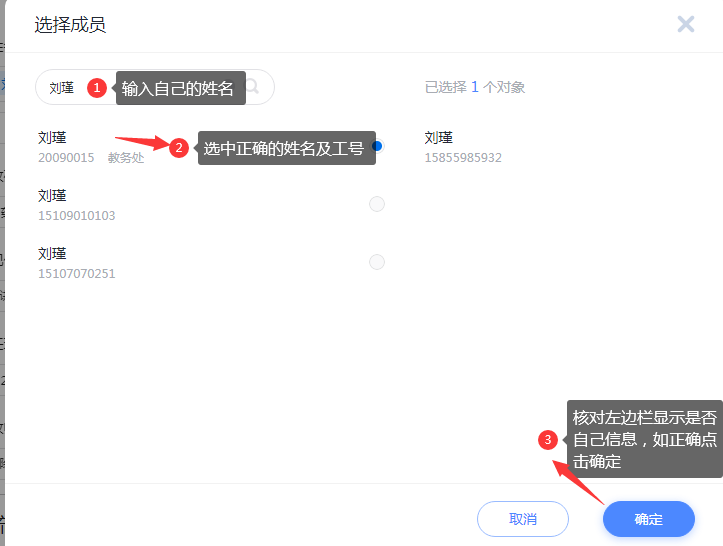 选择成员
刘瑾 1 输入自己的姓名
已选择 1 个对象
刘瑾
20090015 教务处
2 选中正确的姓名及工号
刘瑾
15855985932
刘瑾
15109010103
刘瑾
15107070251
3
核对左边栏显示是否
自己信息，如正确点
击确定
取消
确定